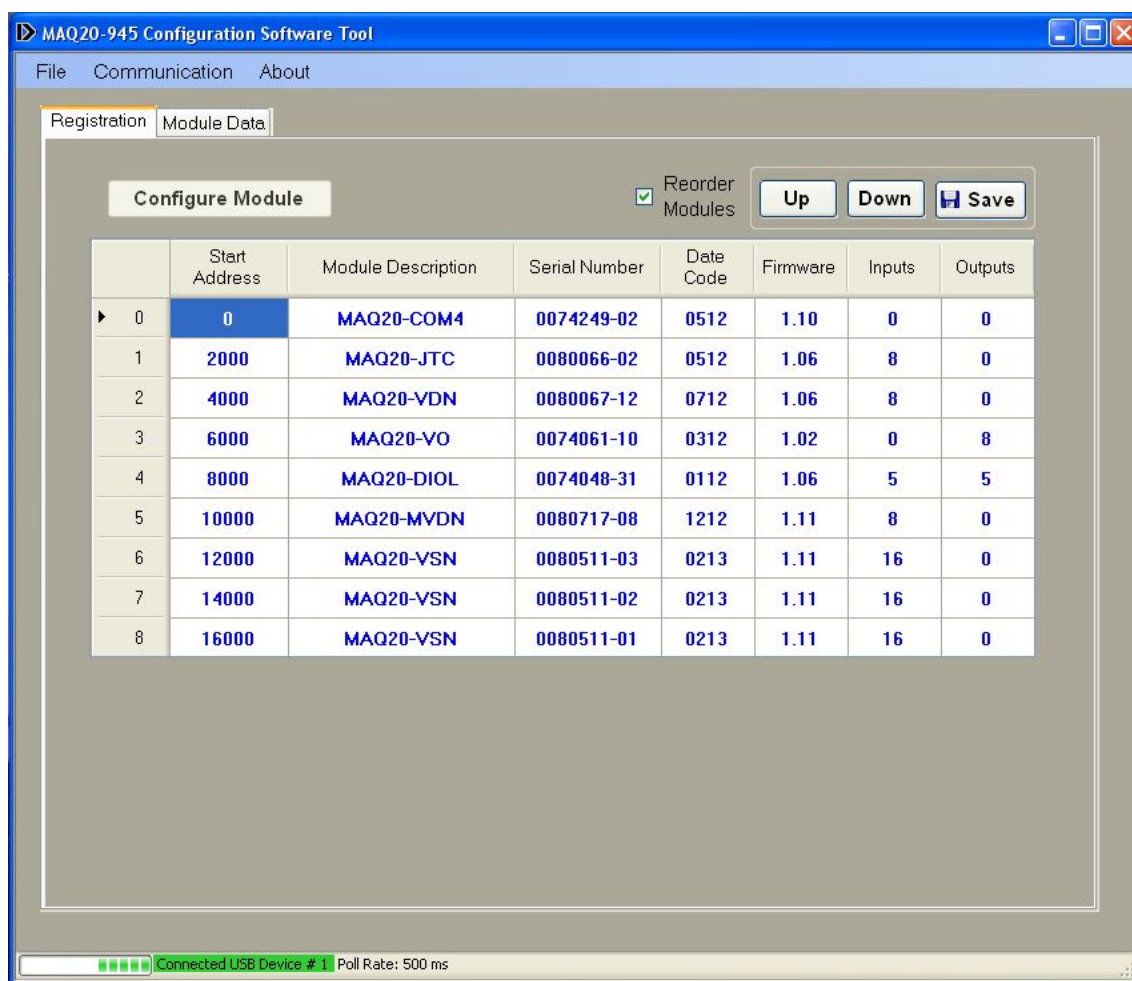 MAQ20-945 Configuration Software Tool
File Communication About
Registration Module Data
Configure Module Reorder Modules Up Down Save
Start Address Module Description Serial Number Date Code Firmware Inputs Outputs
0 0 MAQ20-COM4 0074249-02 0512 1.10 0 0
1 2000 MAQ20-JTC 0080066-02 0512 1.06 8 0
2 4000 MAQ20-VDN 0080067-12 0712 1.06 8 0
3 6000 MAQ20-VO 0074061-10 0312 1.02 0 8
4 8000 MAQ20-DIOL 0074048-31 0112 1.06 5 5
5 10000 MAQ20-MVDN 0080717-08 1212 1.11 8 0
6 12000 MAQ20-VSN 0080511-03 0213 1.11 16 0
7 14000 MAQ20-VSN 0080511-02 0213 1.11 16 0
8 16000 MAQ20-VSN 0080511-01 0213 1.11 16 0
Connected USB Device # 1 Poll Rate: 500 ms